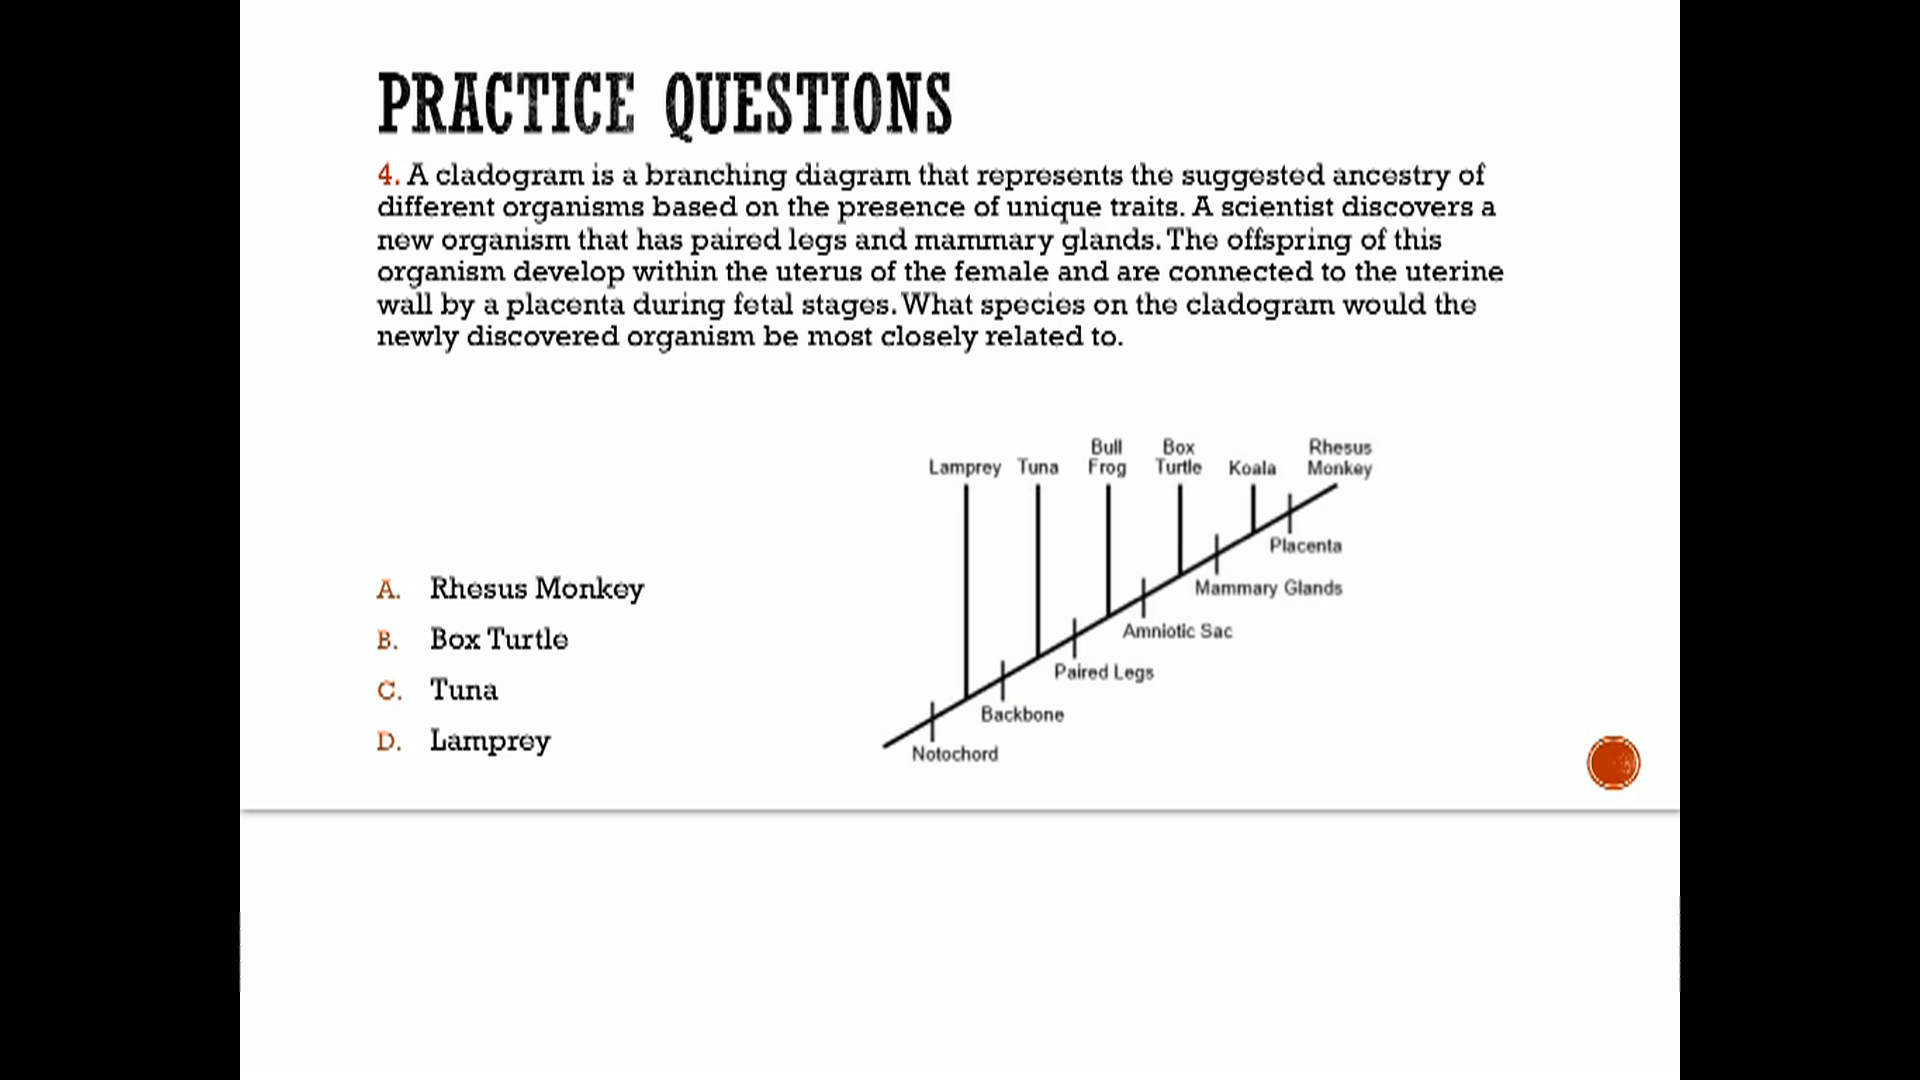 PRACTICE QUESTIONS
4. A cladogram is a branching diagram that represents the suggested ancestry of
different organisms based on the presence of unique traits. A scientist discovers a
new organism that has paired legs and mammary glands. The offspring of this
organism develop within the uterus of the female and are connected to the uterine
wall by a placenta during fetal stages. What species on the cladogram would the
newly discovered organism be most closely related to.
Lamprey
Tuna
Bull
Frog
Box
Turtle
Koala
Rhesus
Monkey
Placenta
Mammary Glands
Amniotic Sac
Paired Legs
Backbone
Notochord
A. Rhesus Monkey
B. Box Turtle
C. Tuna
D. Lamprey